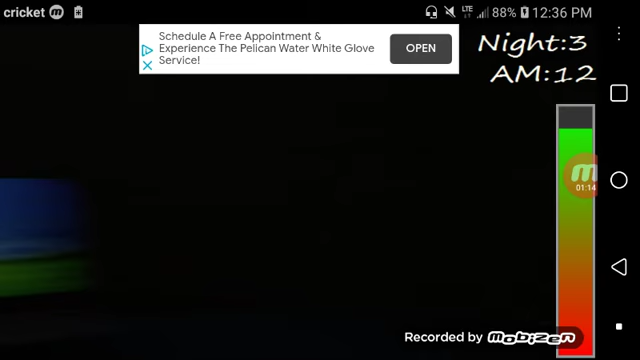 cricket
LTE 88% 12:36 PM
Schedule A Free Appointment &
Experience The Pelican Water White Glove
Service!
OPEN
Night:3
AM:12
01:14
Recorded by mobizen